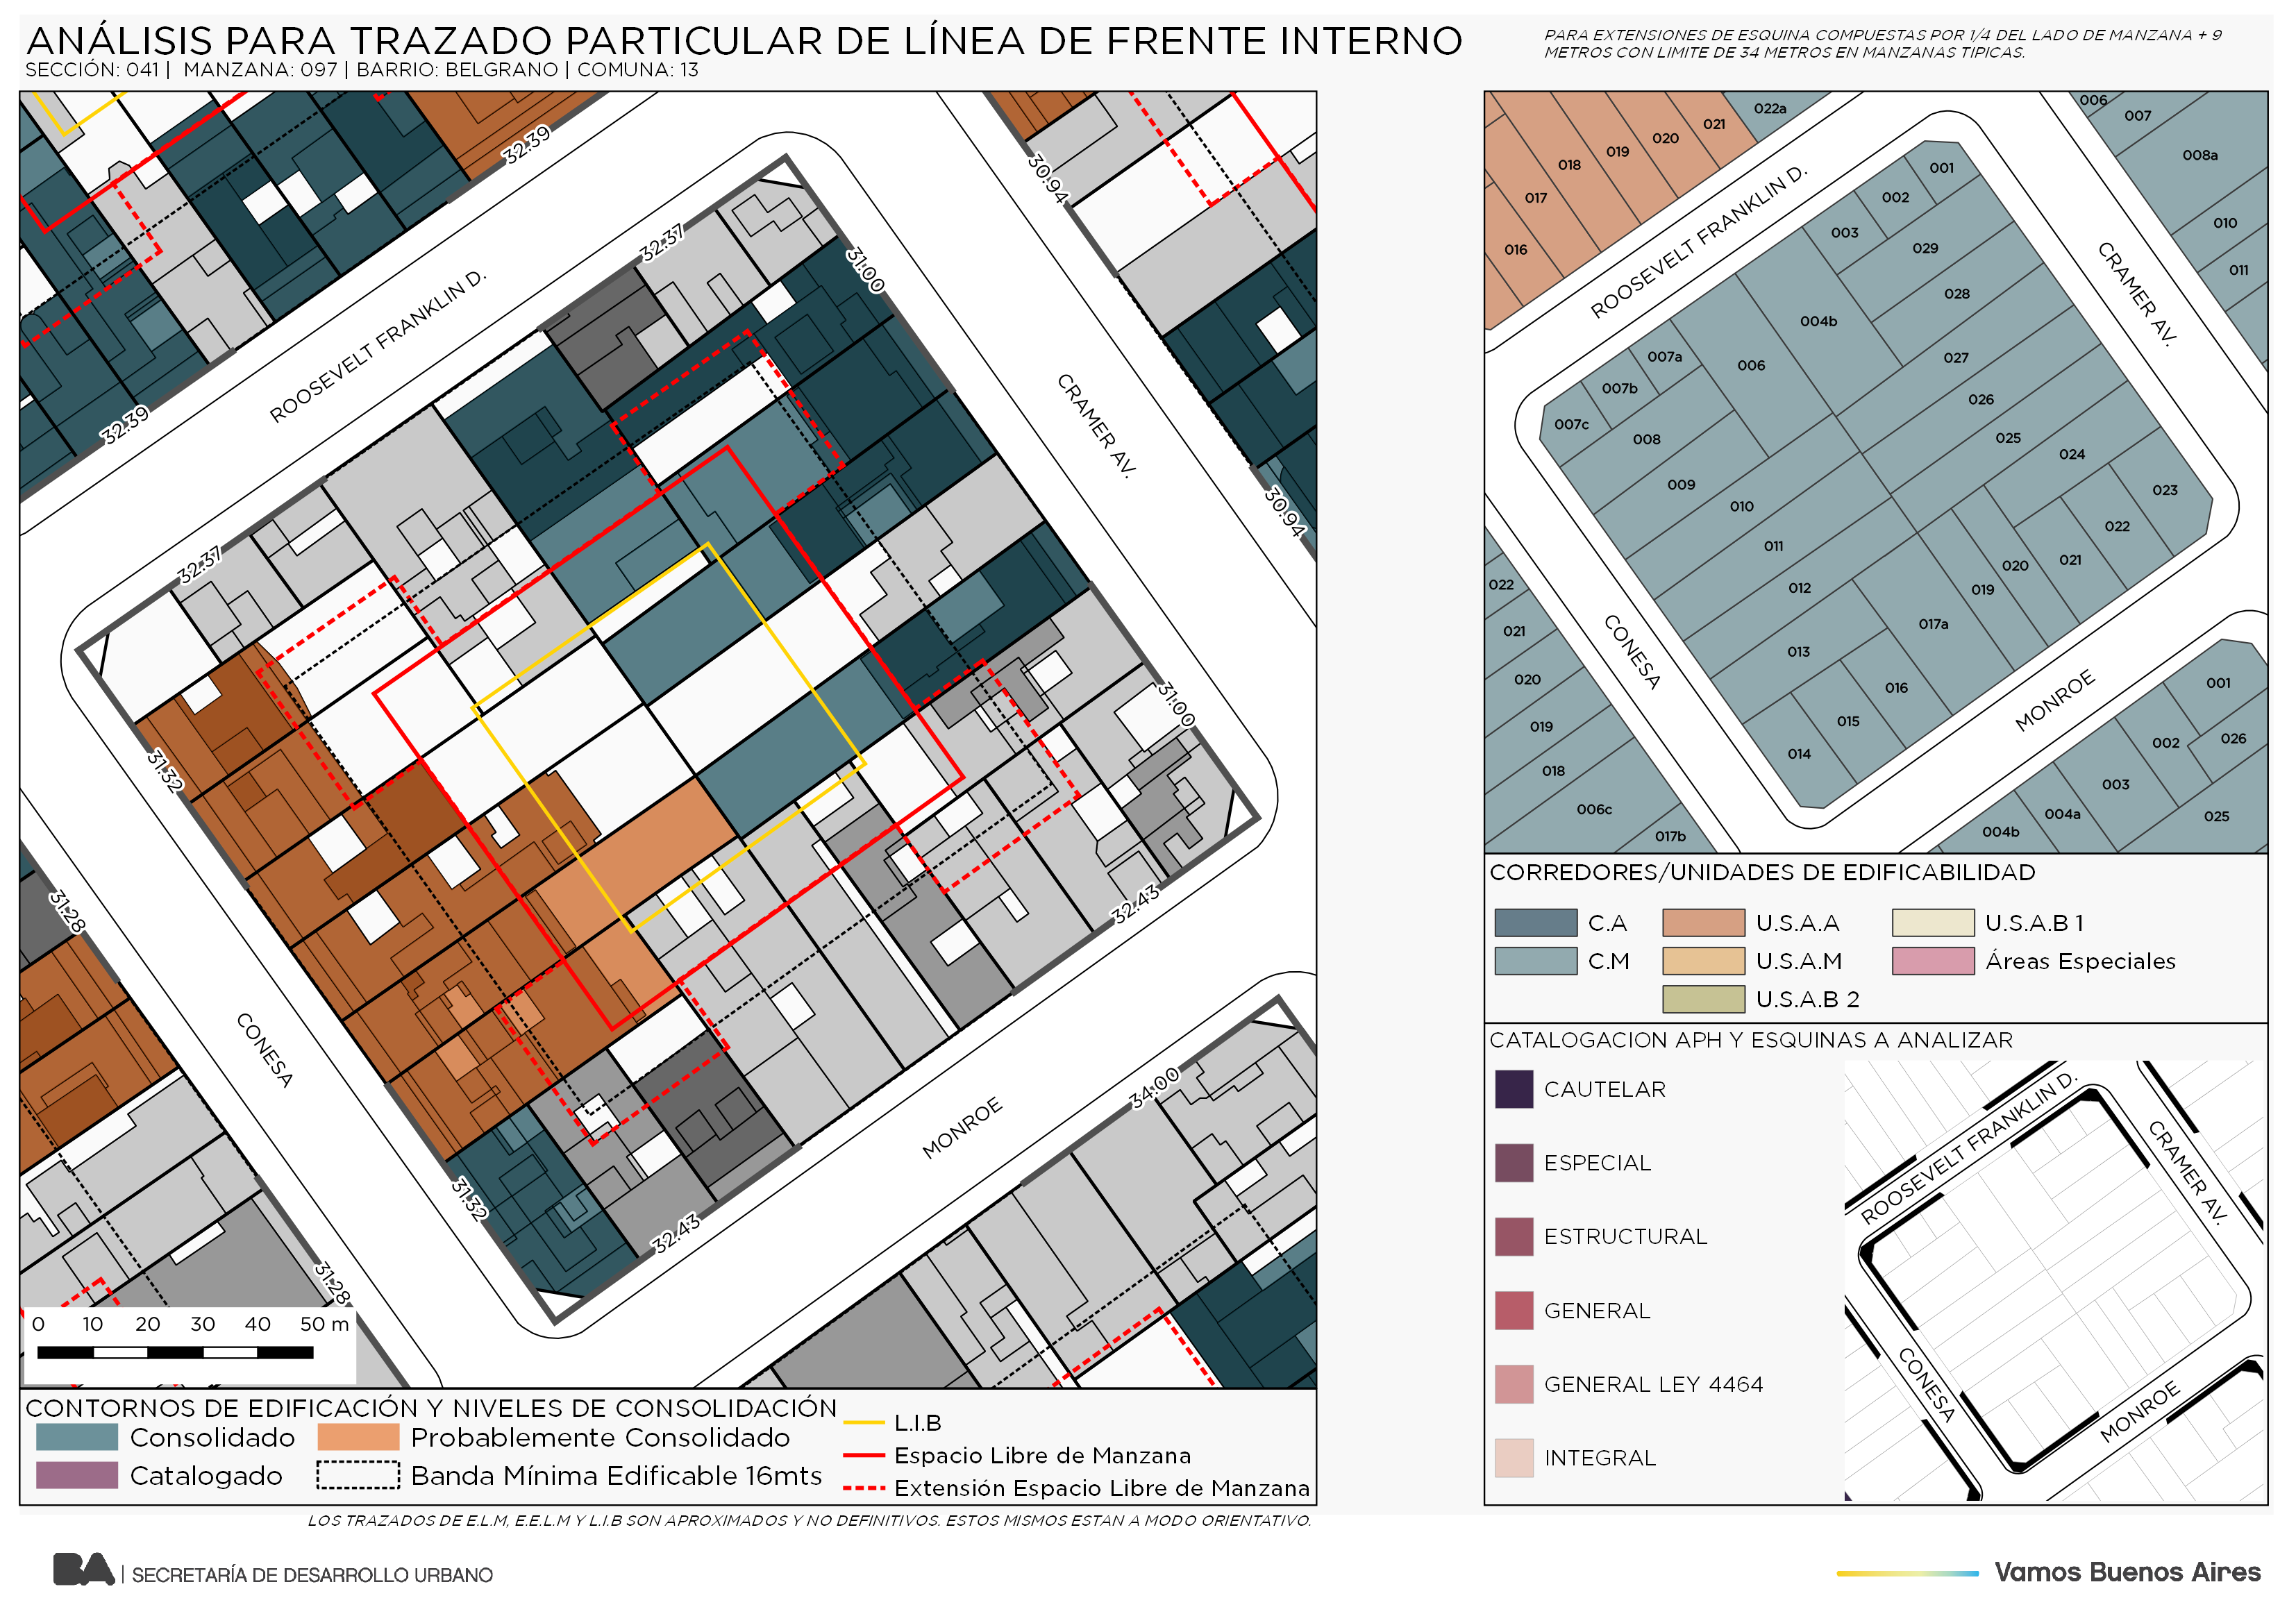 ANÁLISIS PARA TRAZADO PARTICULAR DE LÍNEA DE FRENTE INTERNO
SECCIÓN: 041 | MANZANA: 097 | BARRIO: BELGRANO | COMUNA: 13
PARA EXTENSIONES DE ESQUINA COMPUESTAS POR 1/4 DEL LADO DE MANZANA + 9
METROS CON LIMITE DE 34 METROS EN MANZANAS TIPICAS.
32.39
30.94
32.37
31.00
ROOSEVELT FRANKLIN D.
32.39
CRAMER AV.
30.94
32.37
31.32
31.00
31.28
32.43
CONESA
MONROE
34.00
31.32
32.43
31.28
0 10 20 30 40 50 m
CONTORNOS DE EDIFICACIÓN Y NIVELES DE CONSOLIDACIÓN
Consolidado
Probablemente Consolidado
Catalogado
Banda Mínima Edificable 16mts
L.I.B
Espacio Libre de Manzana
Extensión Espacio Libre de Manzana
022a
021
020
019
018
017
016
006
007
008a
010
011
ROOSEVELT FRANKLIN D.
CRAMER AV.
001
002
003
029
028
004b
027
006
007a
007b
007c
026
008
025
009
024
010
023
011
022
021
020
012
019
017a
013
016
015
014
CONESA
MONROE
022
021
020
019
018
006c
017b
001
026
002
003
025
004a
004b
CORREDORES/UNIDADES DE EDIFICABILIDAD
C.A
U.S.A.A
U.S.A.B 1
C.M
U.S.A.M
Áreas Especiales
U.S.A.B 2
CATALOGACION APH Y ESQUINAS A ANALIZAR
CAUTELAR
ESPECIAL
ESTRUCTURAL
GENERAL
GENERAL LEY 4464
INTEGRAL
ROOSEVELT FRANKLIN D.
CRAMER AV.
CONESA
MONROE
LOS TRAZADOS DE E.L.M, E.E.L.M Y L.I.B SON APROXIMADOS Y NO DEFINITIVOS. ESTOS MISMOS ESTAN A MODO ORIENTATIVO.
BA | SECRETARÍA DE DESARROLLO URBANO
Vamos Buenos Aires